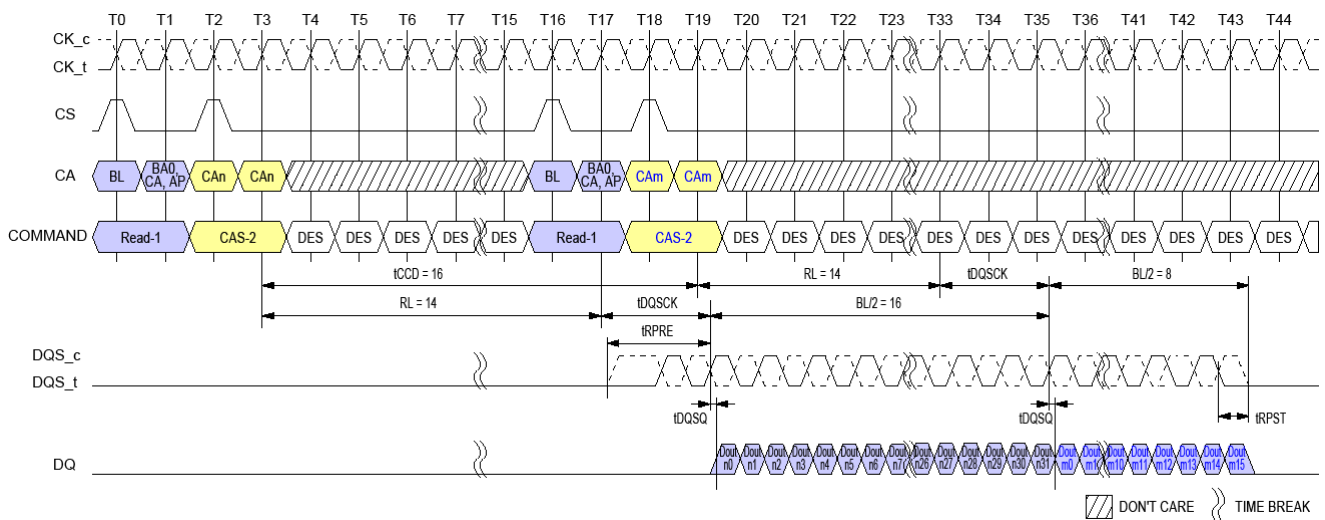 T0 T1 T2 T3 T4 T5 T6 T7 T15 T16 T17 T18 T19 T20 T21 T22 T23 T33 T34 T35 T36 T41 T42 T43 T44
CK_c
CK_t
CS
CA BL BA0, CA, AP CAn CAn BL BA0, CA, AP CAm CAm
COMMAND Read-1 CAS-2 DES DES DES DES DES Read-1 CAS-2 DES DES DES DES DES DES DES DES DES DES DES DES
tCCD = 16 RL = 14 tDQSCK BL/2 = 8
RL = 14 tDQSCK BL/2 = 16
tRPRE
DQS_c
DQS_t
tDQSQ tDQSQ tRPST
DQ Dout n0 Dout n1 Dout n2 Dout n3 Dout n4 Dout n5 Dout n6 Dout n7 Dout n26 Dout n27 Dout n28 Dout n29 Dout n30 Dout n31 Dout m0 Dout m1 Dout m10 Dout m11 Dout m12 Dout m13 Dout m14 Dout m15
DON'T CARE TIME BREAK